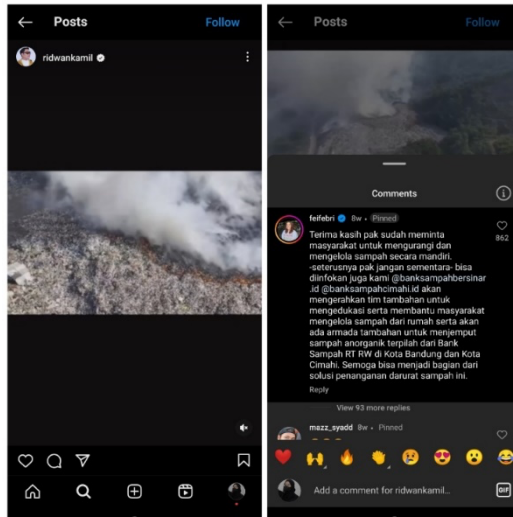 Posts
Follow
ridwankamil
Posts
Follow
Comments
feifebri 8w · Pinned
862
Terima kasih pak sudah meminta
masyarakat untuk mengurangi dan
mengelola sampah secara mandiri.
-seterusnya pak jangan sementara- bisa
diinfokan juga kami @banksampahbersinar
.id @banksampahcimahi.id akan
mengerahkan tim tambahan untuk
mengedukasi serta membantu masyarakat
mengelola sampah dari rumah serta akan
ada armada tambahan untuk menjemput
sampah anorganik terpilah dari Bank
Sampah RT RW di Kota Bandung dan Kota
Cimahi. Semoga bisa menjadi bagian dari
solusi penanganan darurat sampah ini.
Reply
View 93 more replies
mazz_syadd 8w · Pinned
Add a comment for ridwankamil...
GIF